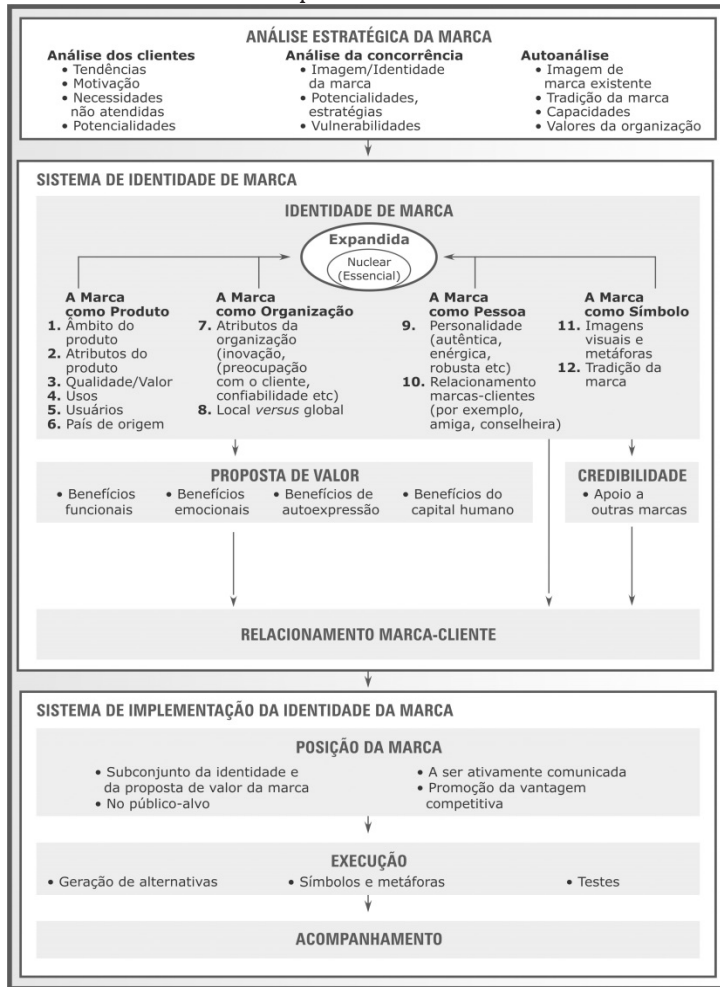 ANÁLISE ESTRATÉGICA DA MARCA
Análise dos clientes
• Tendências
• Motivação
• Necessidades
não atendidas
• Potencialidades
Análise da concorrência
• Imagem/Identidade
da marca
• Potencialidades,
estratégias
• Vulnerabilidades
Autoanálise
• Imagem de
marca existente
• Tradição da marca
• Capacidades
• Valores da organização
SISTEMA DE IDENTIDADE DE MARCA
IDENTIDADE DE MARCA
Expandida
Nuclear
(Essencial)
A Marca
como Produto
1. Âmbito do
produto
2. Atributos do
produto
3. Qualidade/Valor
4. Usos
5. Usuários
6. País de origem
A Marca
como Organização
7. Atributos da
organização
(inovação,
(preocupação
com o cliente,
confiabilidade etc)
8. Local versus global
A Marca
como Pessoa
9. Personalidade
(autêntica,
enérgica,
robusta etc)
10. Relacionamento
marcas-clientes
(por exemplo,
amiga, conselheira)
A Marca
como Símbolo
11. Imagens
visuais e
metáforas
12. Tradição da
marca
PROPOSTA DE VALOR
• Benefícios
funcionais
• Benefícios
emocionais
• Benefícios de
autoexpressão
• Benefícios do
capital humano
CREDIBILIDADE
• Apoio a
outras marcas
RELACIONAMENTO MARCA-CLIENTE
SISTEMA DE IMPLEMENTAÇÃO DA IDENTIDADE DA MARCA
POSIÇÃO DA MARCA
• Subconjunto da identidade e
da proposta de valor da marca
• No público-alvo
• A ser ativamente comunicada
• Promoção da vantagem
competitiva
EXECUÇÃO
• Geração de alternativas
• Símbolos e metáforas
• Testes
ACOMPANHAMENTO